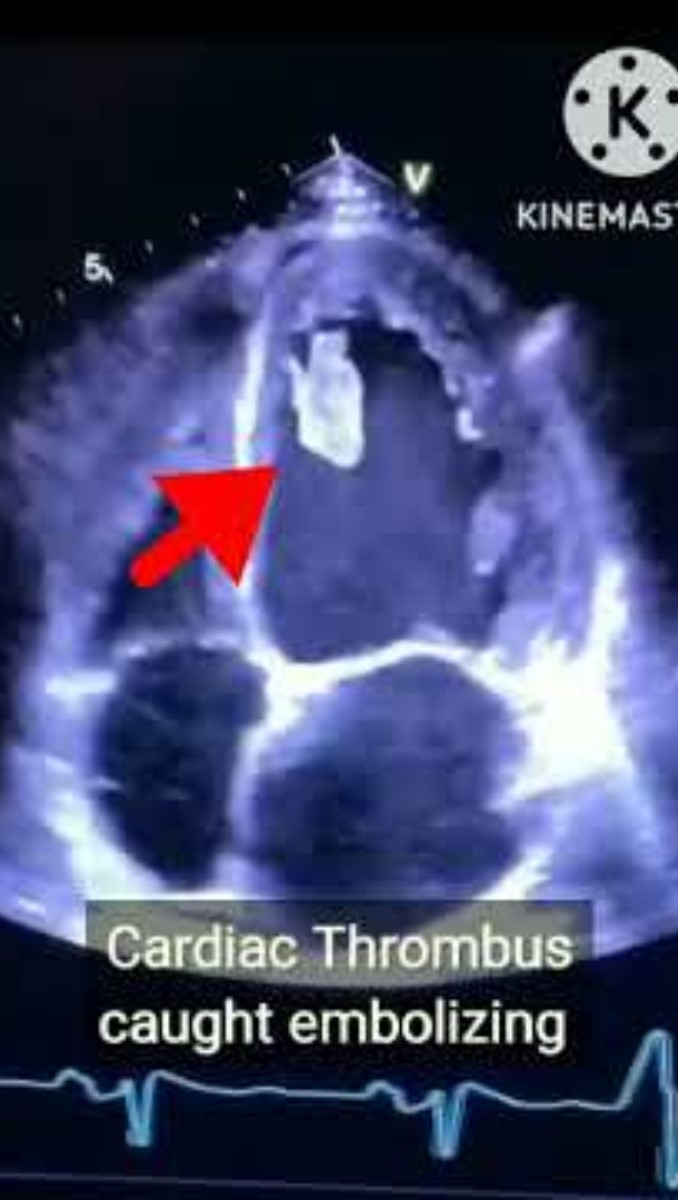 K
KINEMAST
V
5
Cardiac Thrombus
caught embolizing